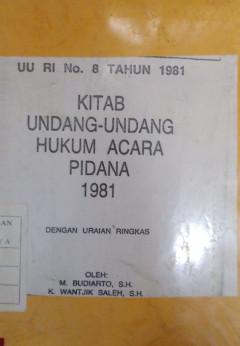 UU RI No. 8 TAHUN 1981
KITAB
UNDANG-UNDANG
HUKUM ACARA
PIDANA
1981
DENGAN URAIAN RINGKAS
OLEH:
M. BUDIARTO, S.H.
K. WANTJIK SALEH, S.H.